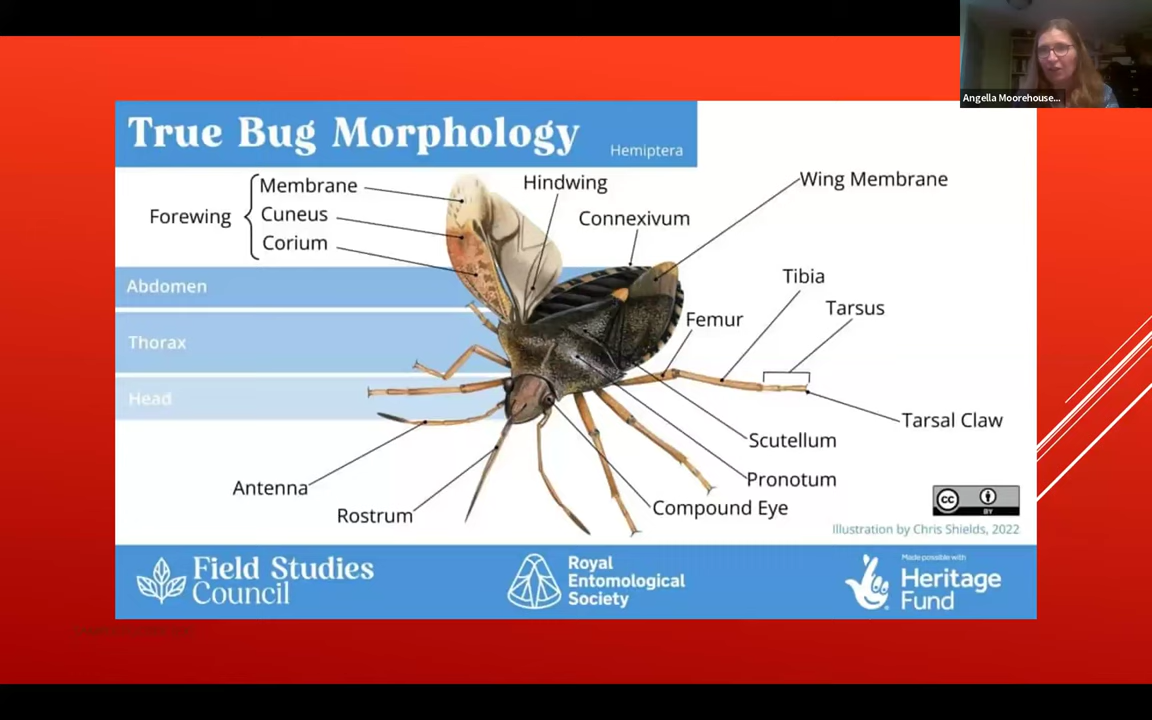 Angella Moorehouse...
True Bug Morphology
Hemiptera
Membrane
Forewing
Cuneus
Corium
Hindwing
Connexivum
Wing Membrane
Abdomen
Thorax
Head
Tibia
Tarsus
Femur
Tarsal Claw
Scutellum
Pronotum
Compound Eye
Antenna
Rostrum
CC
BY
Illustration by Chris Shields, 2022
Field Studies
Council
Royal
Entomological
Society
Made possible with
Heritage
Fund